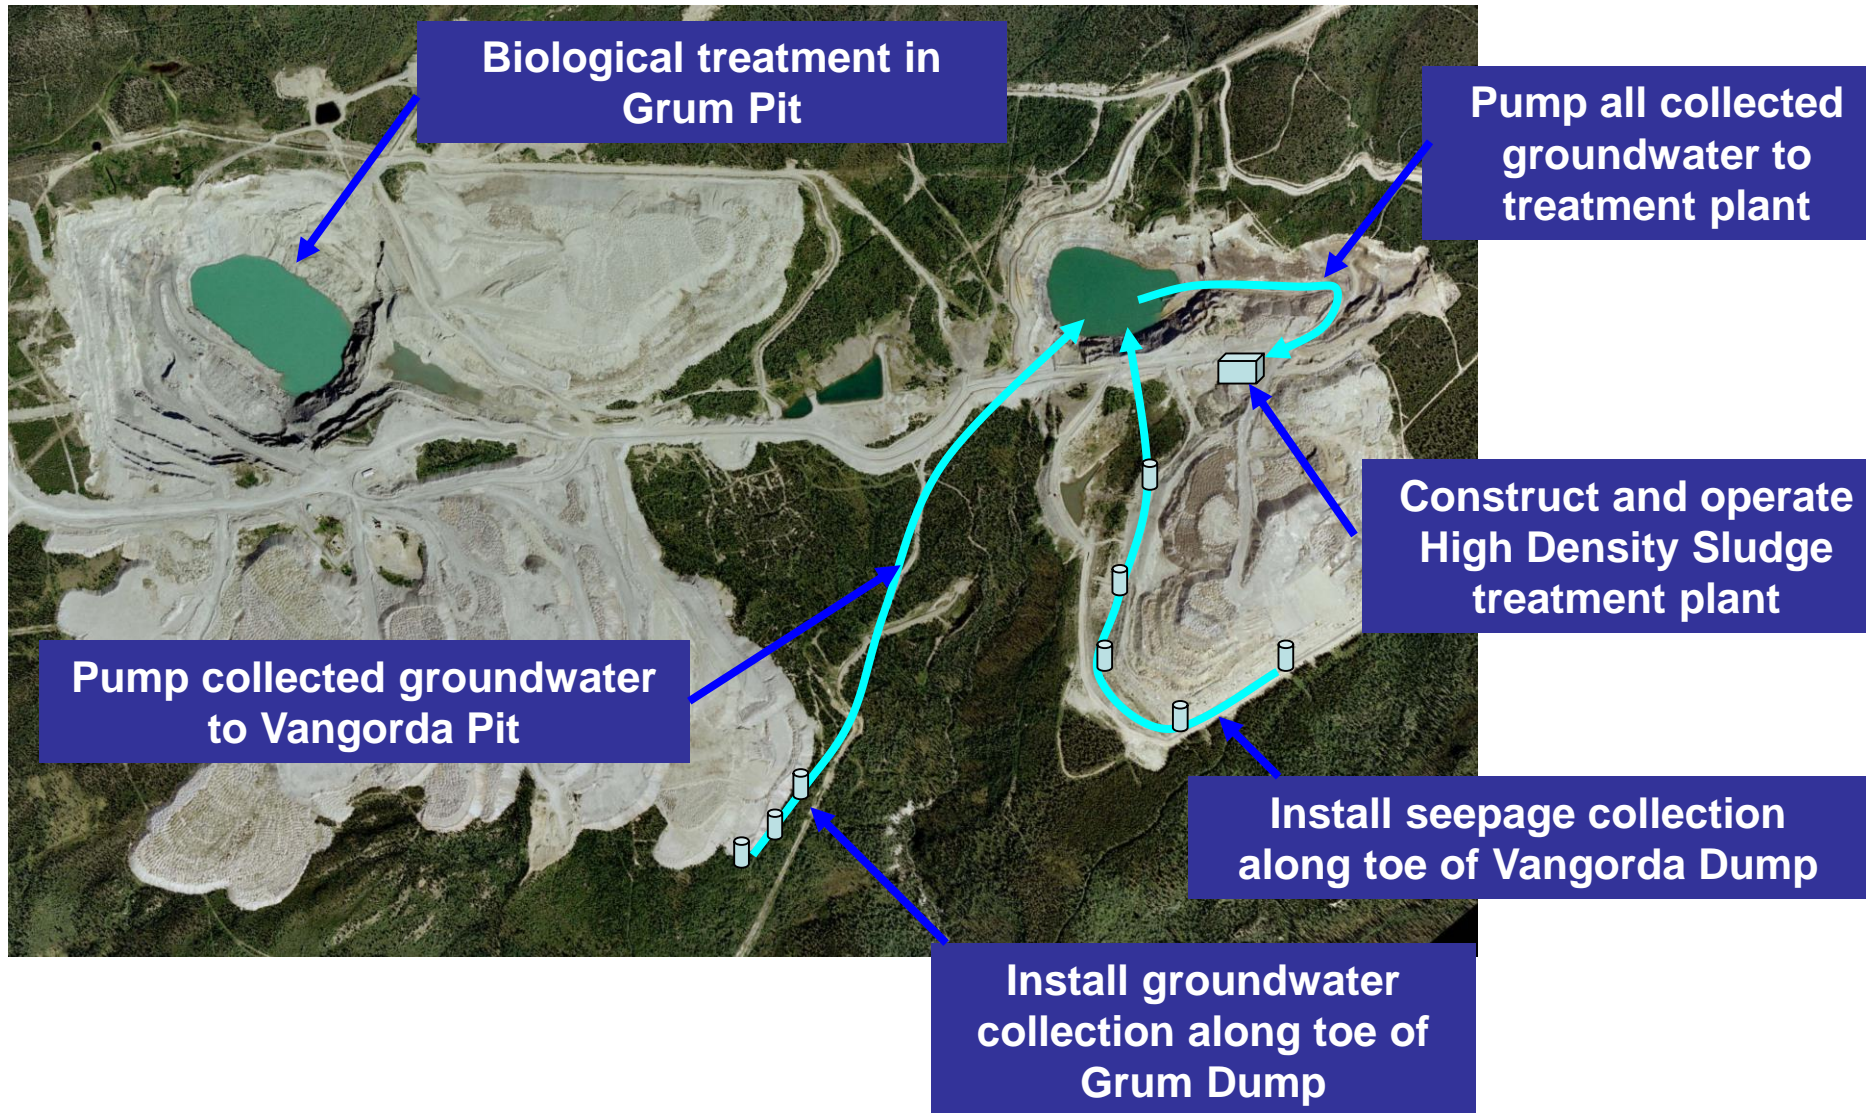 Biological treatment in
Grum Pit
Pump all collected
groundwater to
treatment plant
Construct and operate
High Density Sludge
treatment plant
Pump collected groundwater
to Vangorda Pit
Install seepage collection
along toe of Vangorda Dump
Install groundwater
collection along toe of
Grum Dump